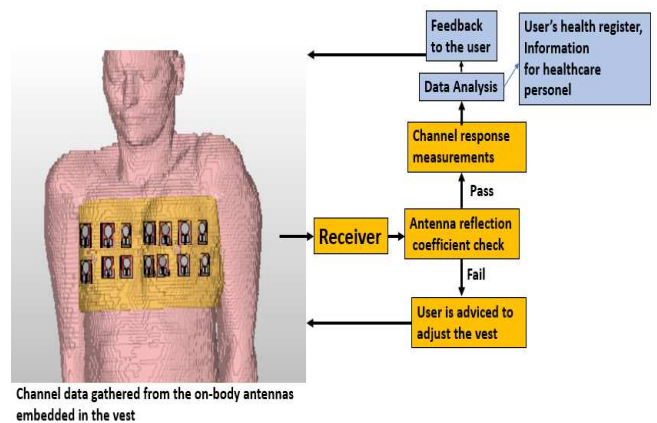 Feedback
to the user
User's health register,
Information
for healthcare
personel
Data Analysis
Channel response
measurements
Pass
Receiver
Antenna reflection
coefficient check
Fail
User is adviced to
adjust the vest
Channel data gathered from the on-body antennas
embedded in the vest